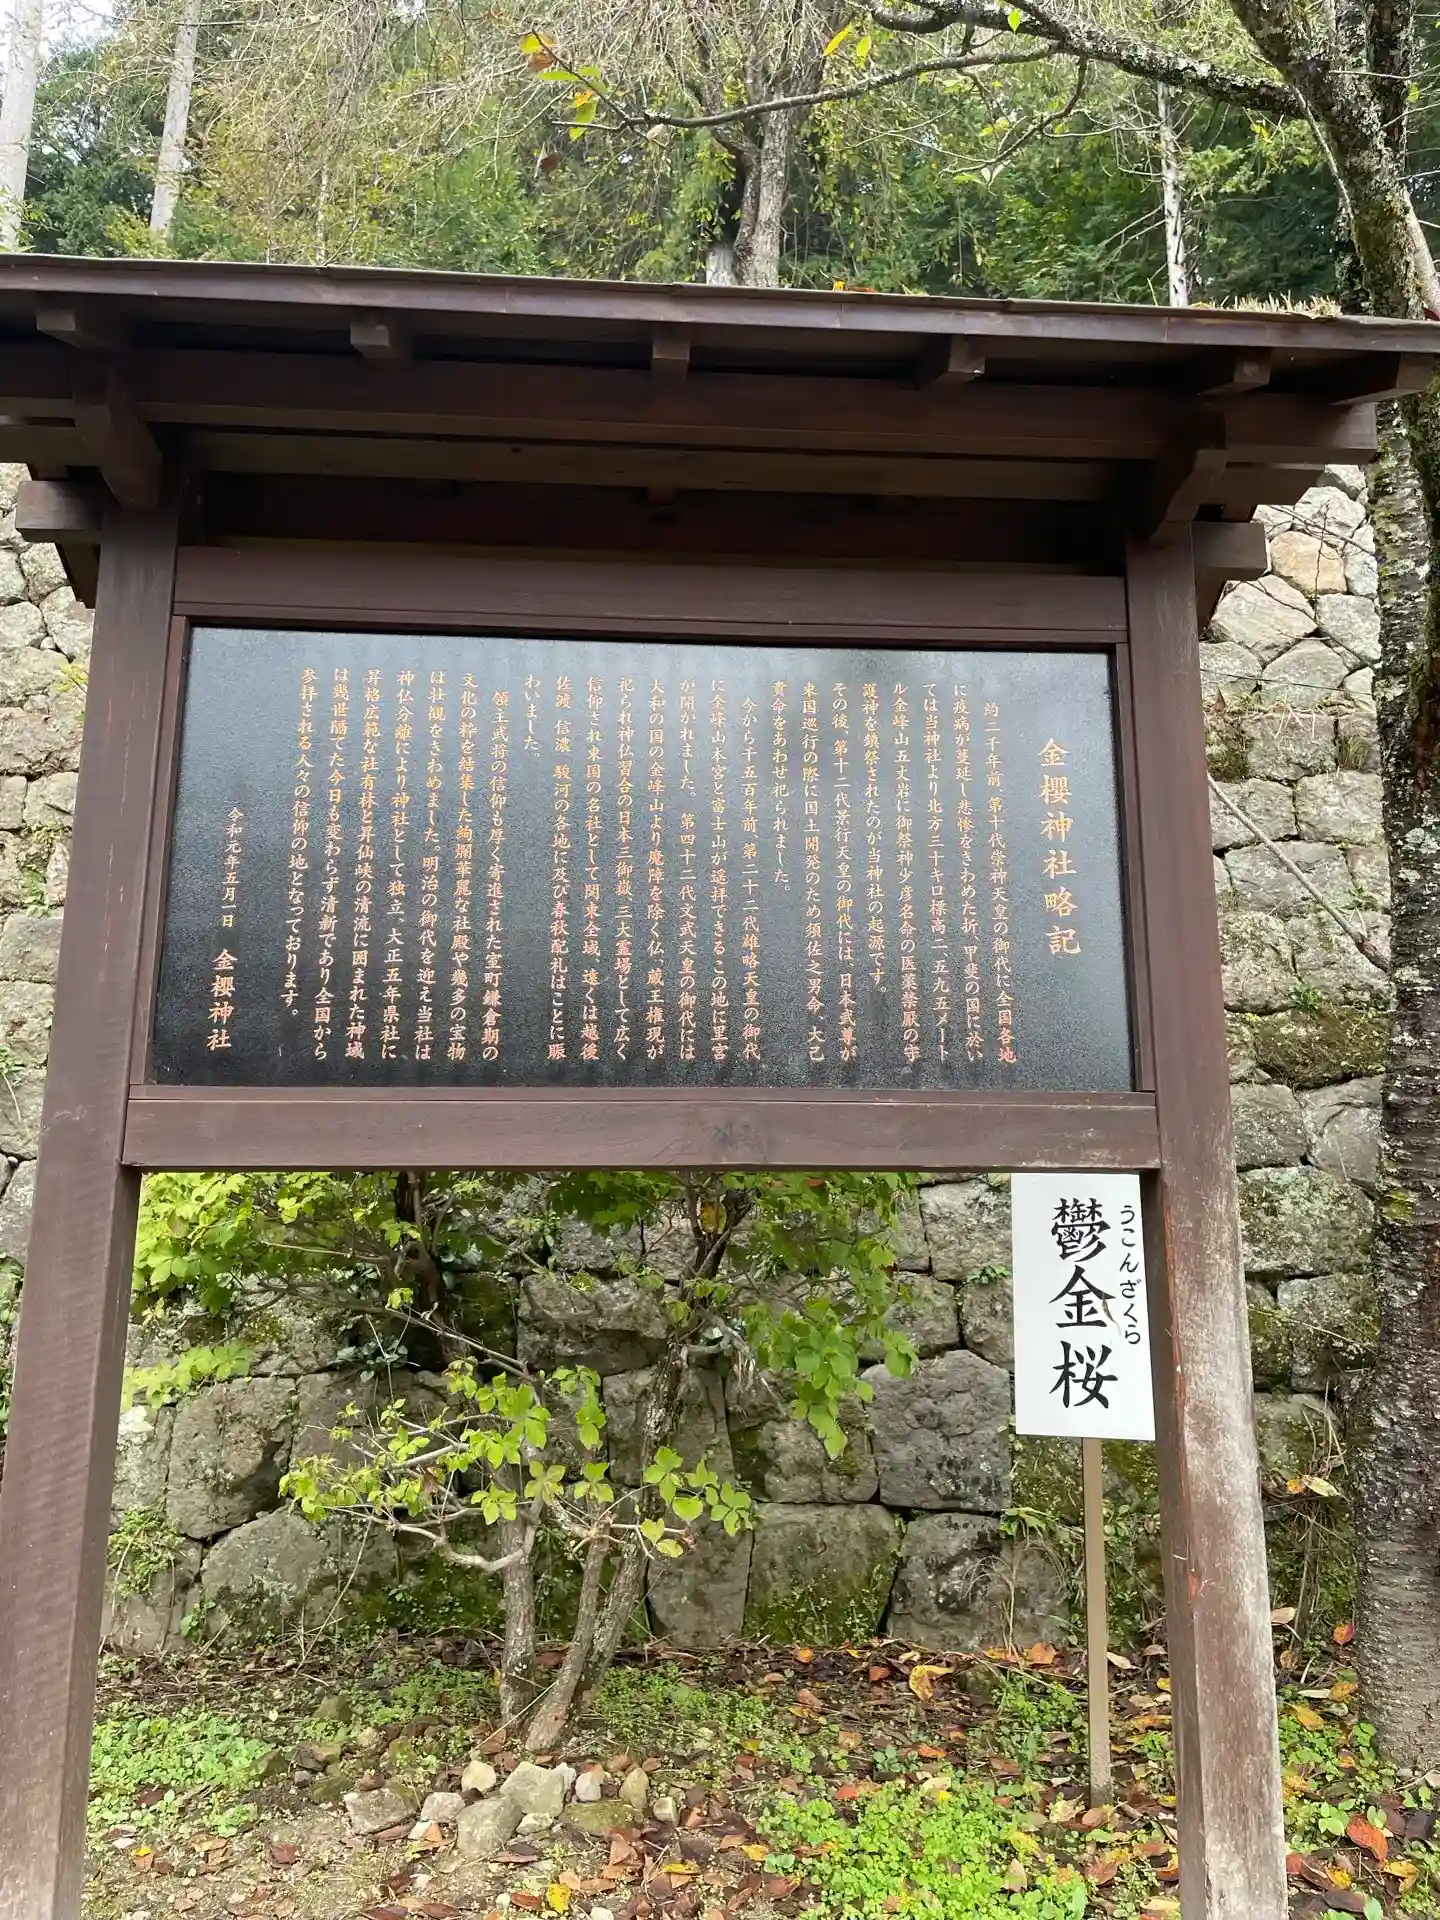 金櫻神社略記
約二千年前、第十代崇神天皇の御代に全国各地
に疫病が蔓延し悲惨をきわめた折、甲斐の国に於い
ては当神社より北方三十キロ標高二、五九五メート
ル金峰山五丈岩に御祭神少彦名命の医薬禁厭の守
護神を鎮祭されたのが当神社の起源です。
その後、第十二代景行天皇の御代には、日本武尊が
東国巡行の際に国土開発のため須佐之男命、大己
貴命をあわせ祀られました。
今から千五百年前、第二十二代雄略天皇の御代
に金峰山本宮と富士山が遥拝できるこの地に里宮
が開かれました。第四十二代文武天皇の御代には
大和の国の金峰山より魔障を除く仏、蔵王権現が
祀られ神仏習合の日本三御嶽、三大霊場として広く
信仰され東国の名社として関東全域、遠くは越後
佐渡、信濃、駿河の各地に及び春秋配札はことに賑
わいました。
領主武将の信仰も厚く寄進された室町鎌倉期の
文化の粋を結集した絢爛華麗な社殿や幾多の宝物
は壮観をきわめました。明治の御代を迎え当社は
神仏分離により神社として独立、大正五年県社に
昇格広範な社有林と昇仙峡の清流に囲まれた神域
は幾世隔てた今日も変わらず清新であり全国から
参拝される人々の信仰の地となっております。
令和元年五月一日 金櫻神社
うこんざくら
鬱金桜